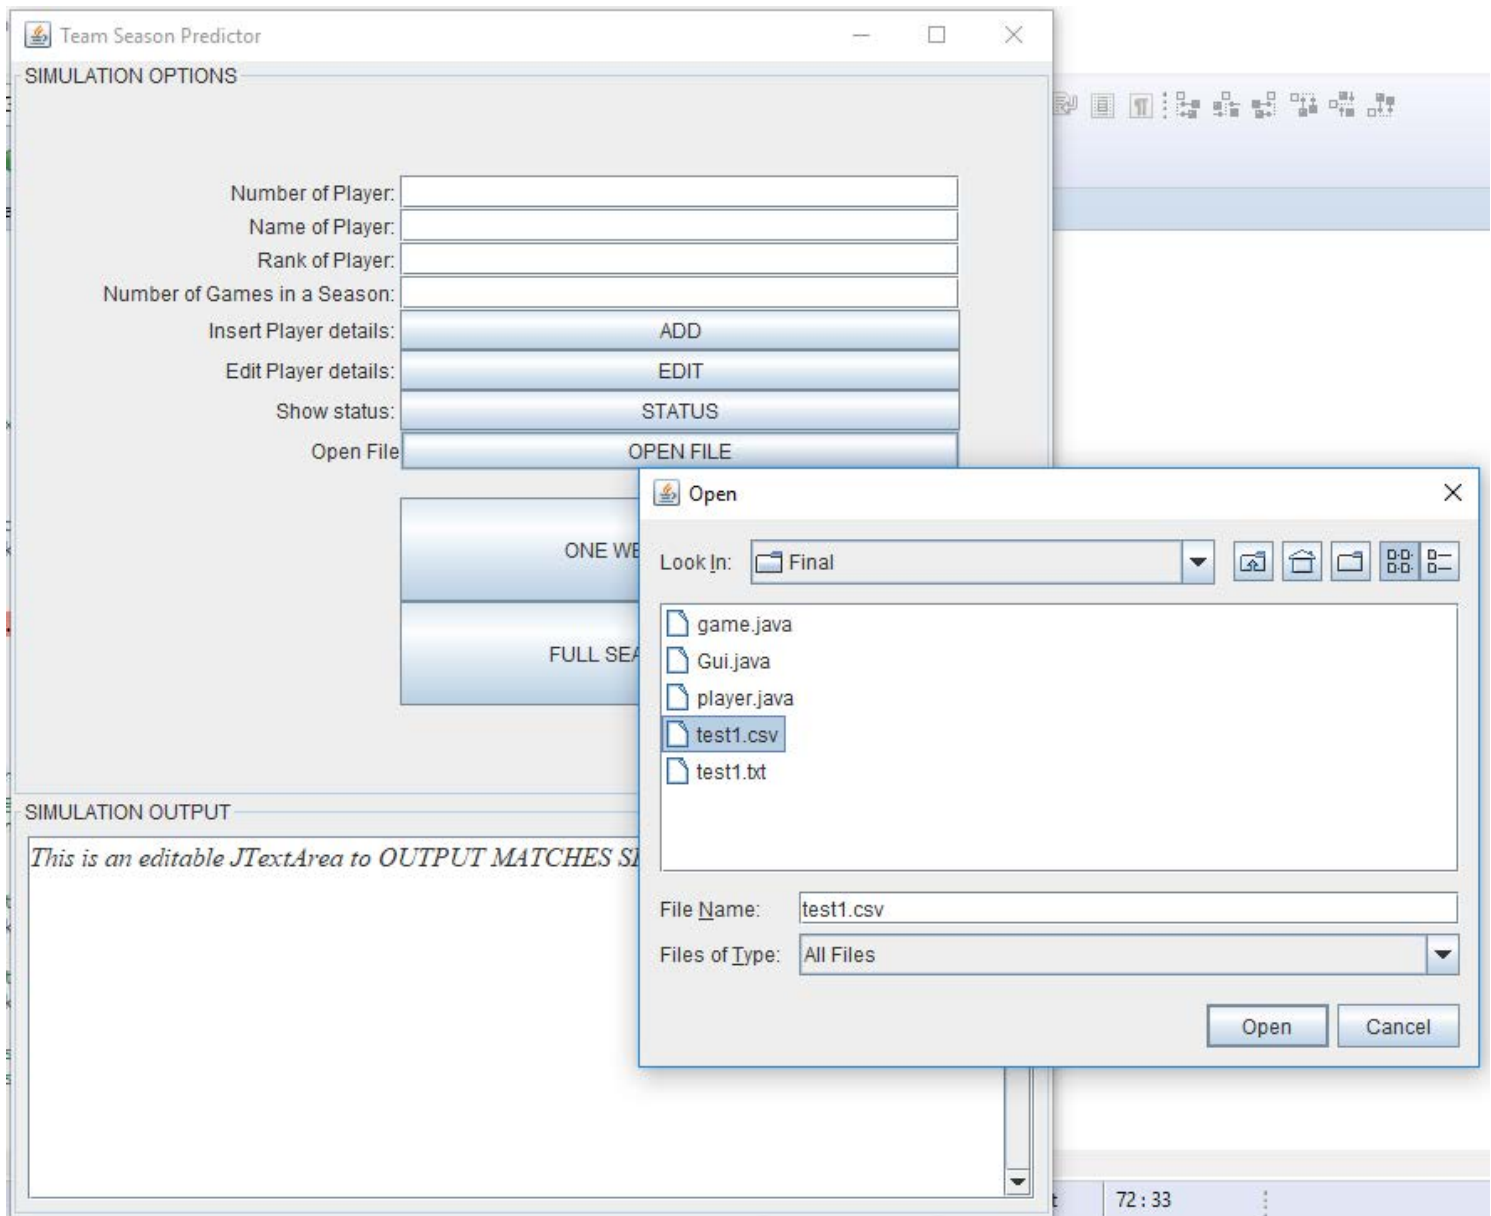 Team Season Predictor
SIMULATION OPTIONS
Number of Player:
Name of Player:
Rank of Player:
Number of Games in a Season:
Insert Player details: ADD
Edit Player details: EDIT
Show status: STATUS
Open File OPEN FILE
ONE WE
FULL SEA
SIMULATION OUTPUT
This is an editable JTextArea to OUTPUT MATCHES
Open
Look In: Final
game.java
Gui.java
player.java
test1.csv
test1.txt
File Name: test1.csv
Files of Type: All Files
Open Cancel
72:33